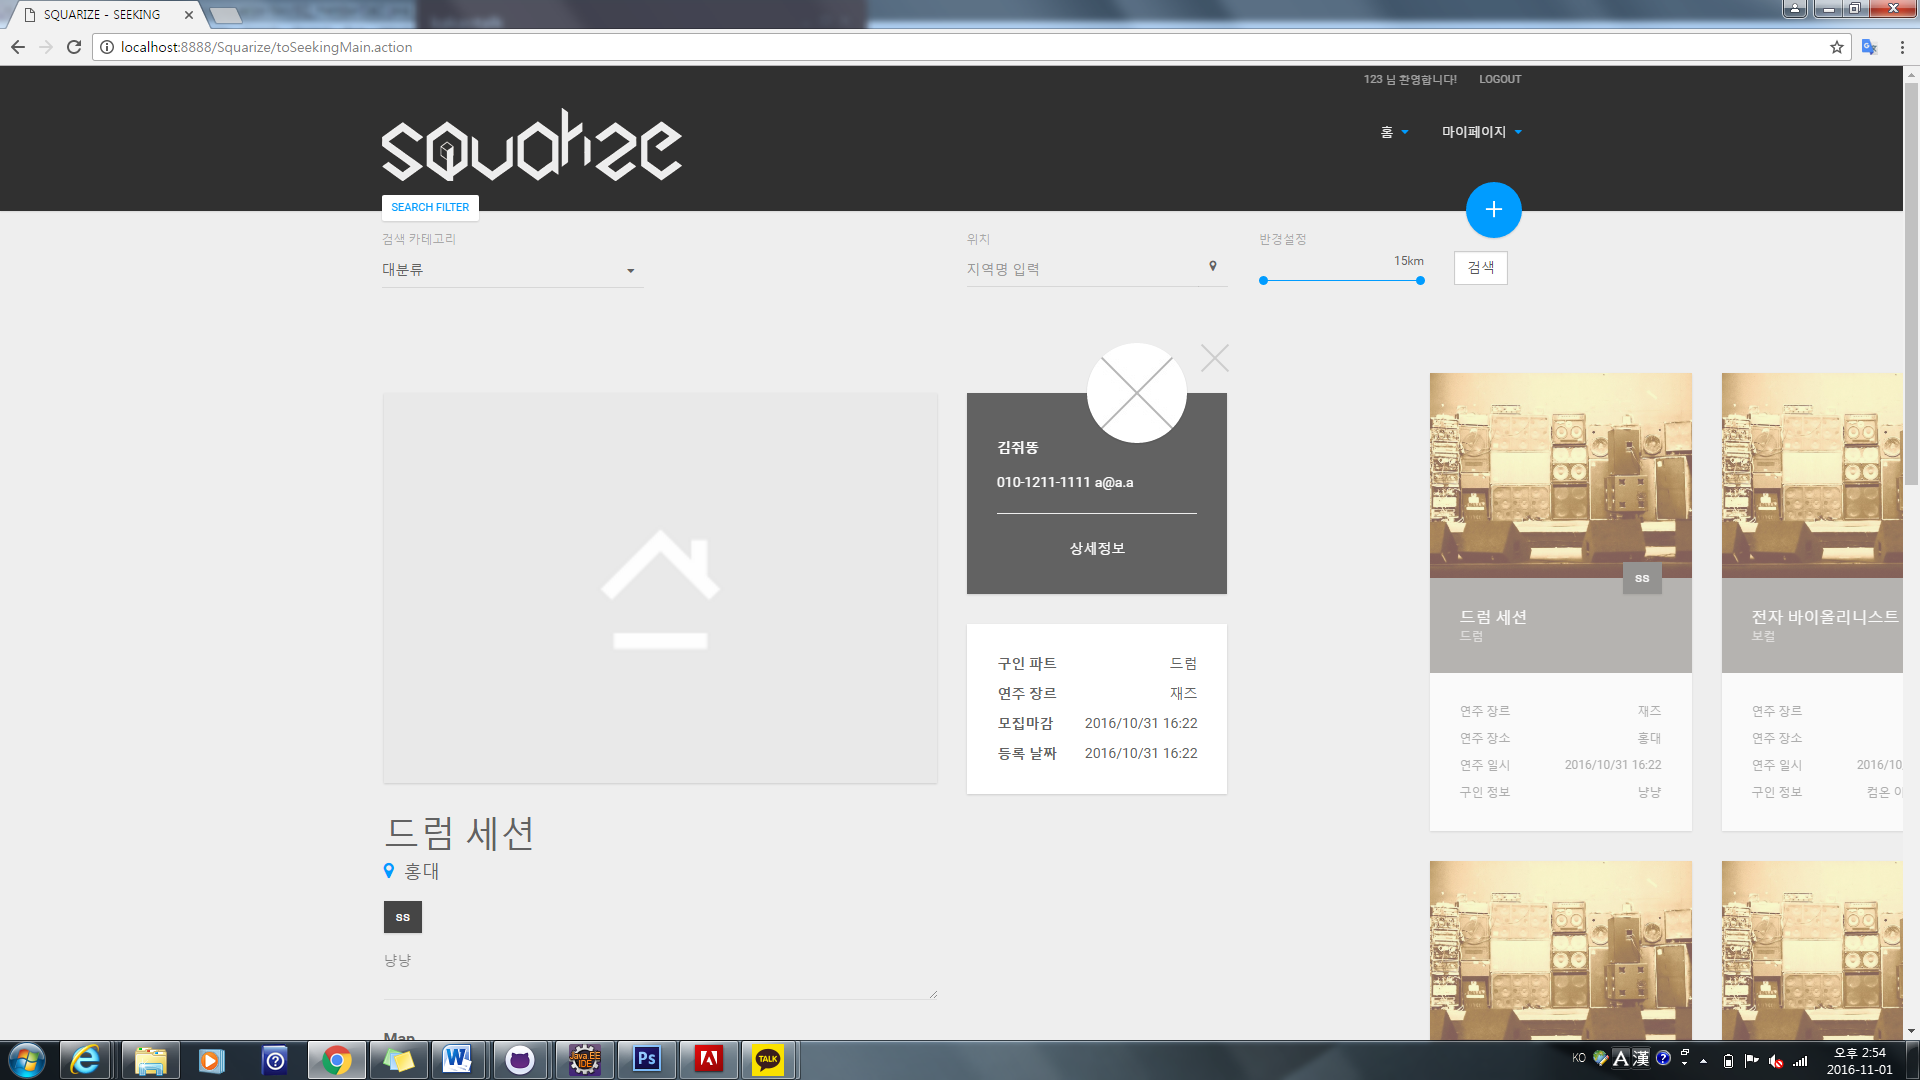 SQUARIZE - SEEKING
localhost:8888/Squarize/toSeekingMain.action
123 님 환영합니다!
LOGOUT
squarize
홈
마이페이지
SEARCH FILTER
검색 카테고리
위치
반경설정
대분류
지역명 입력
15km
검색
김쥐똥
010-1211-1111 a@a.a
상세정보
구인 파트 드럼
연주 장르 재즈
모집마감 2016/10/31 16:22
등록 날짜 2016/10/31 16:22
드럼 세션
홍대
ss
냥냥
Map
ss
드럼 세션
드럼
연주 장르 재즈
연주 장소 홍대
연주 일시 2016/10/31 16:22
구인 정보 냥냥
전자 바이올리니스트
보컬
연주 장르
연주 장소
연주 일시 2016/10
구인 정보 컴온 이
Java EE
IDE
Ps
TALK
KO
A 漢
오후 2:54
2016-11-01